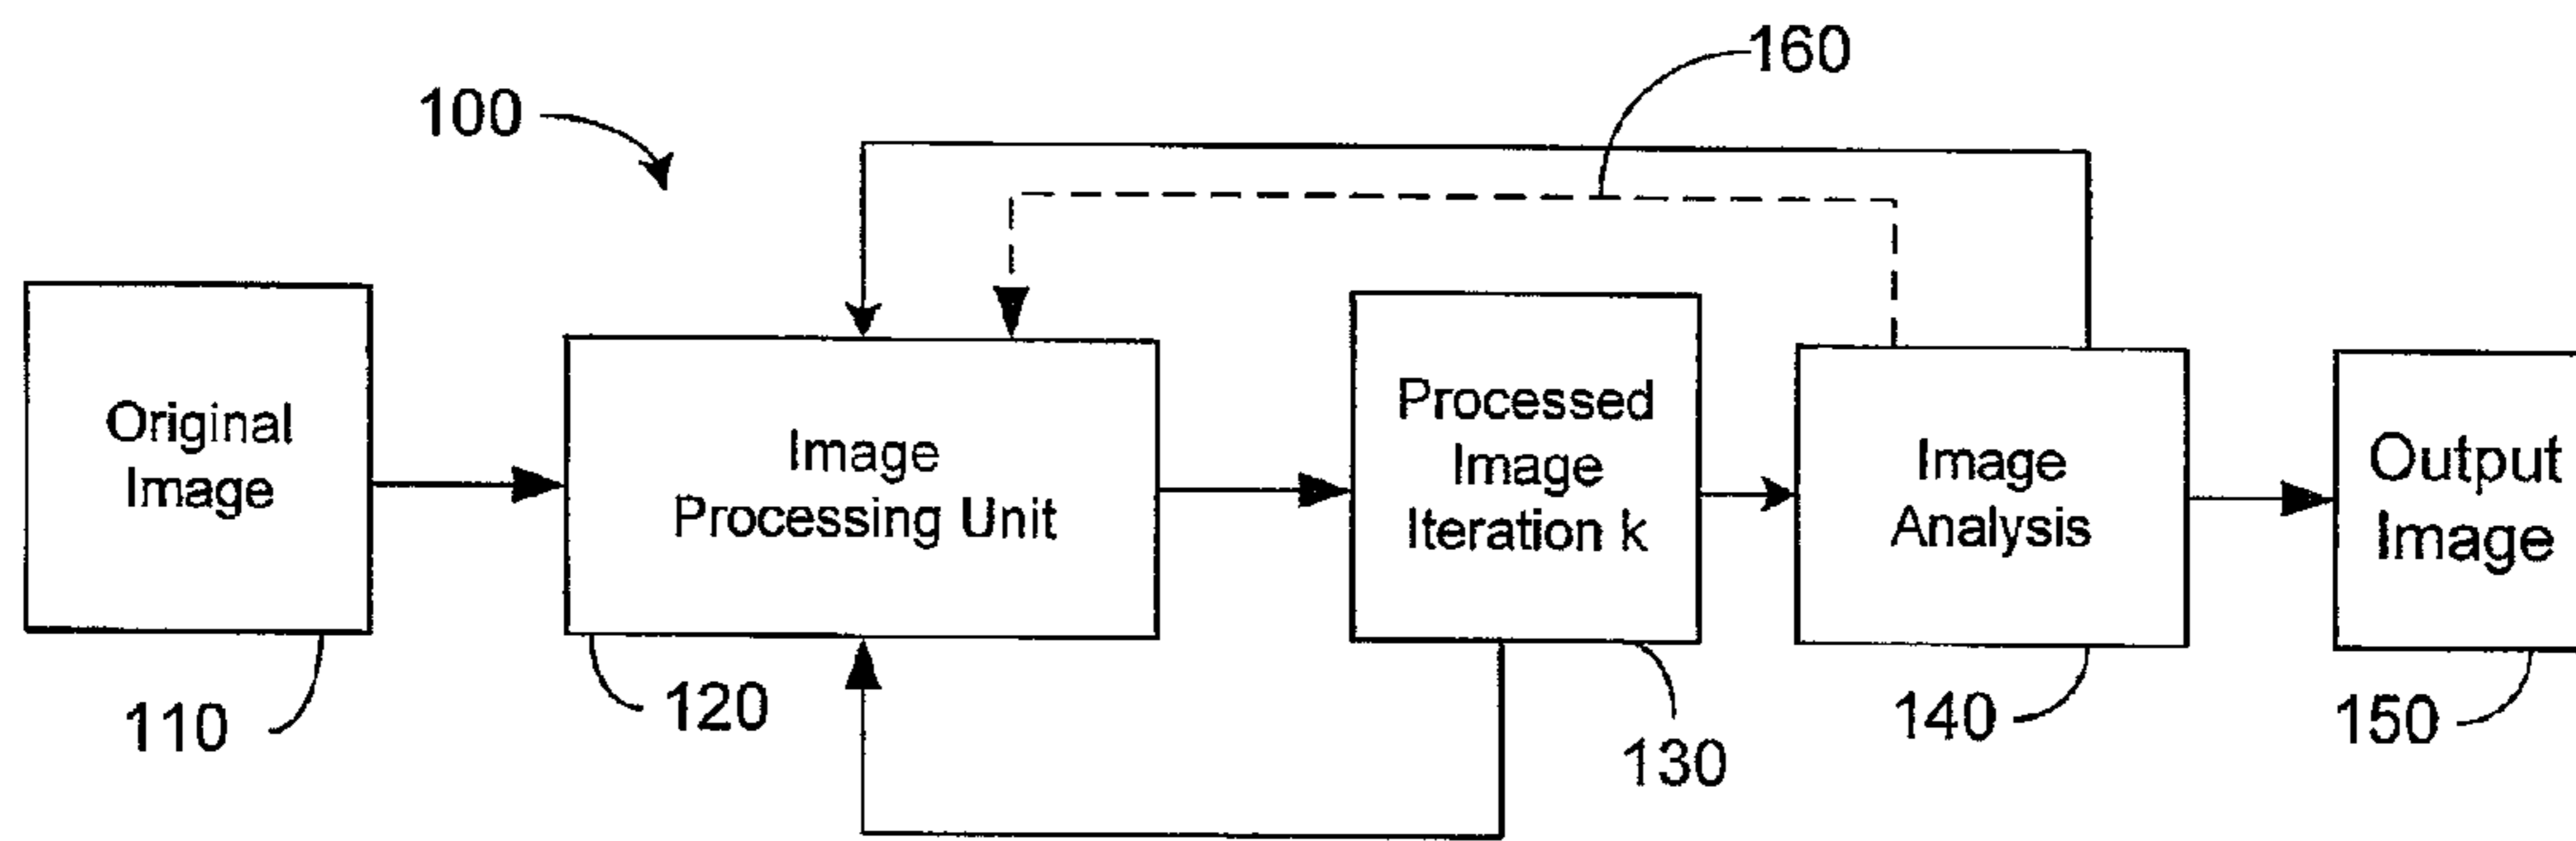 160
100
Original
Image
Image
Processing Unit
Processed
Image
Iteration k
Image
Analysis
Output
Image
110
120
130
140
150